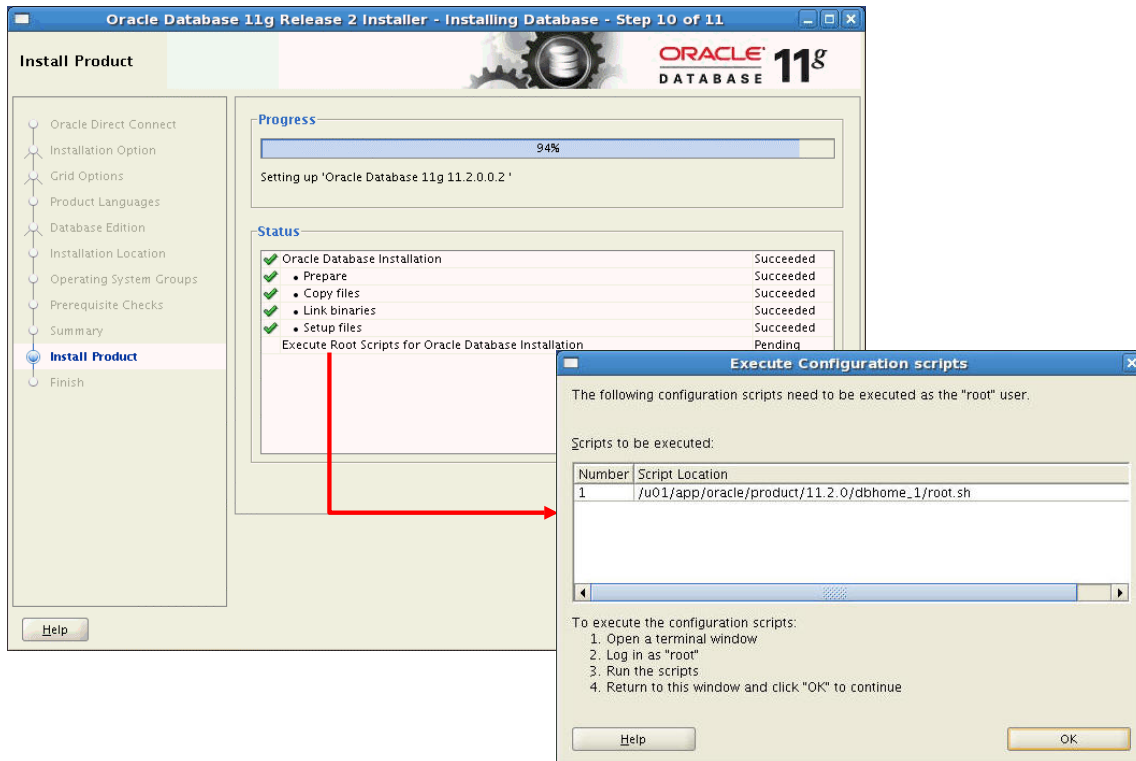 Oracle Database 11g Release 2 Installer - Installing Database - Step 10 of 11
Install Product
ORACLE
DATABASE 11g
Oracle Direct Connect
Installation Option
Grid Options
Product Languages
Database Edition
Installation Location
Operating System Groups
Prerequisite Checks
Summary
Install Product
Finish
Help
Progress
94%
Setting up 'Oracle Database 11g 11.2.0.0.2 '
Status
Oracle Database Installation Succeeded
• Prepare Succeeded
• Copy files Succeeded
• Link binaries Succeeded
• Setup files Succeeded
Execute Root Scripts for Oracle Database Installation Pending
Execute Configuration scripts
The following configuration scripts need to be executed as the "root" user.
Scripts to be executed:
Number Script Location
1 /u01/app/oracle/product/11.2.0/dbhome_1/root.sh
To execute the configuration scripts:
1. Open a terminal window
2. Log in as "root"
3. Run the scripts
4. Return to this window and click "OK" to continue
Help OK